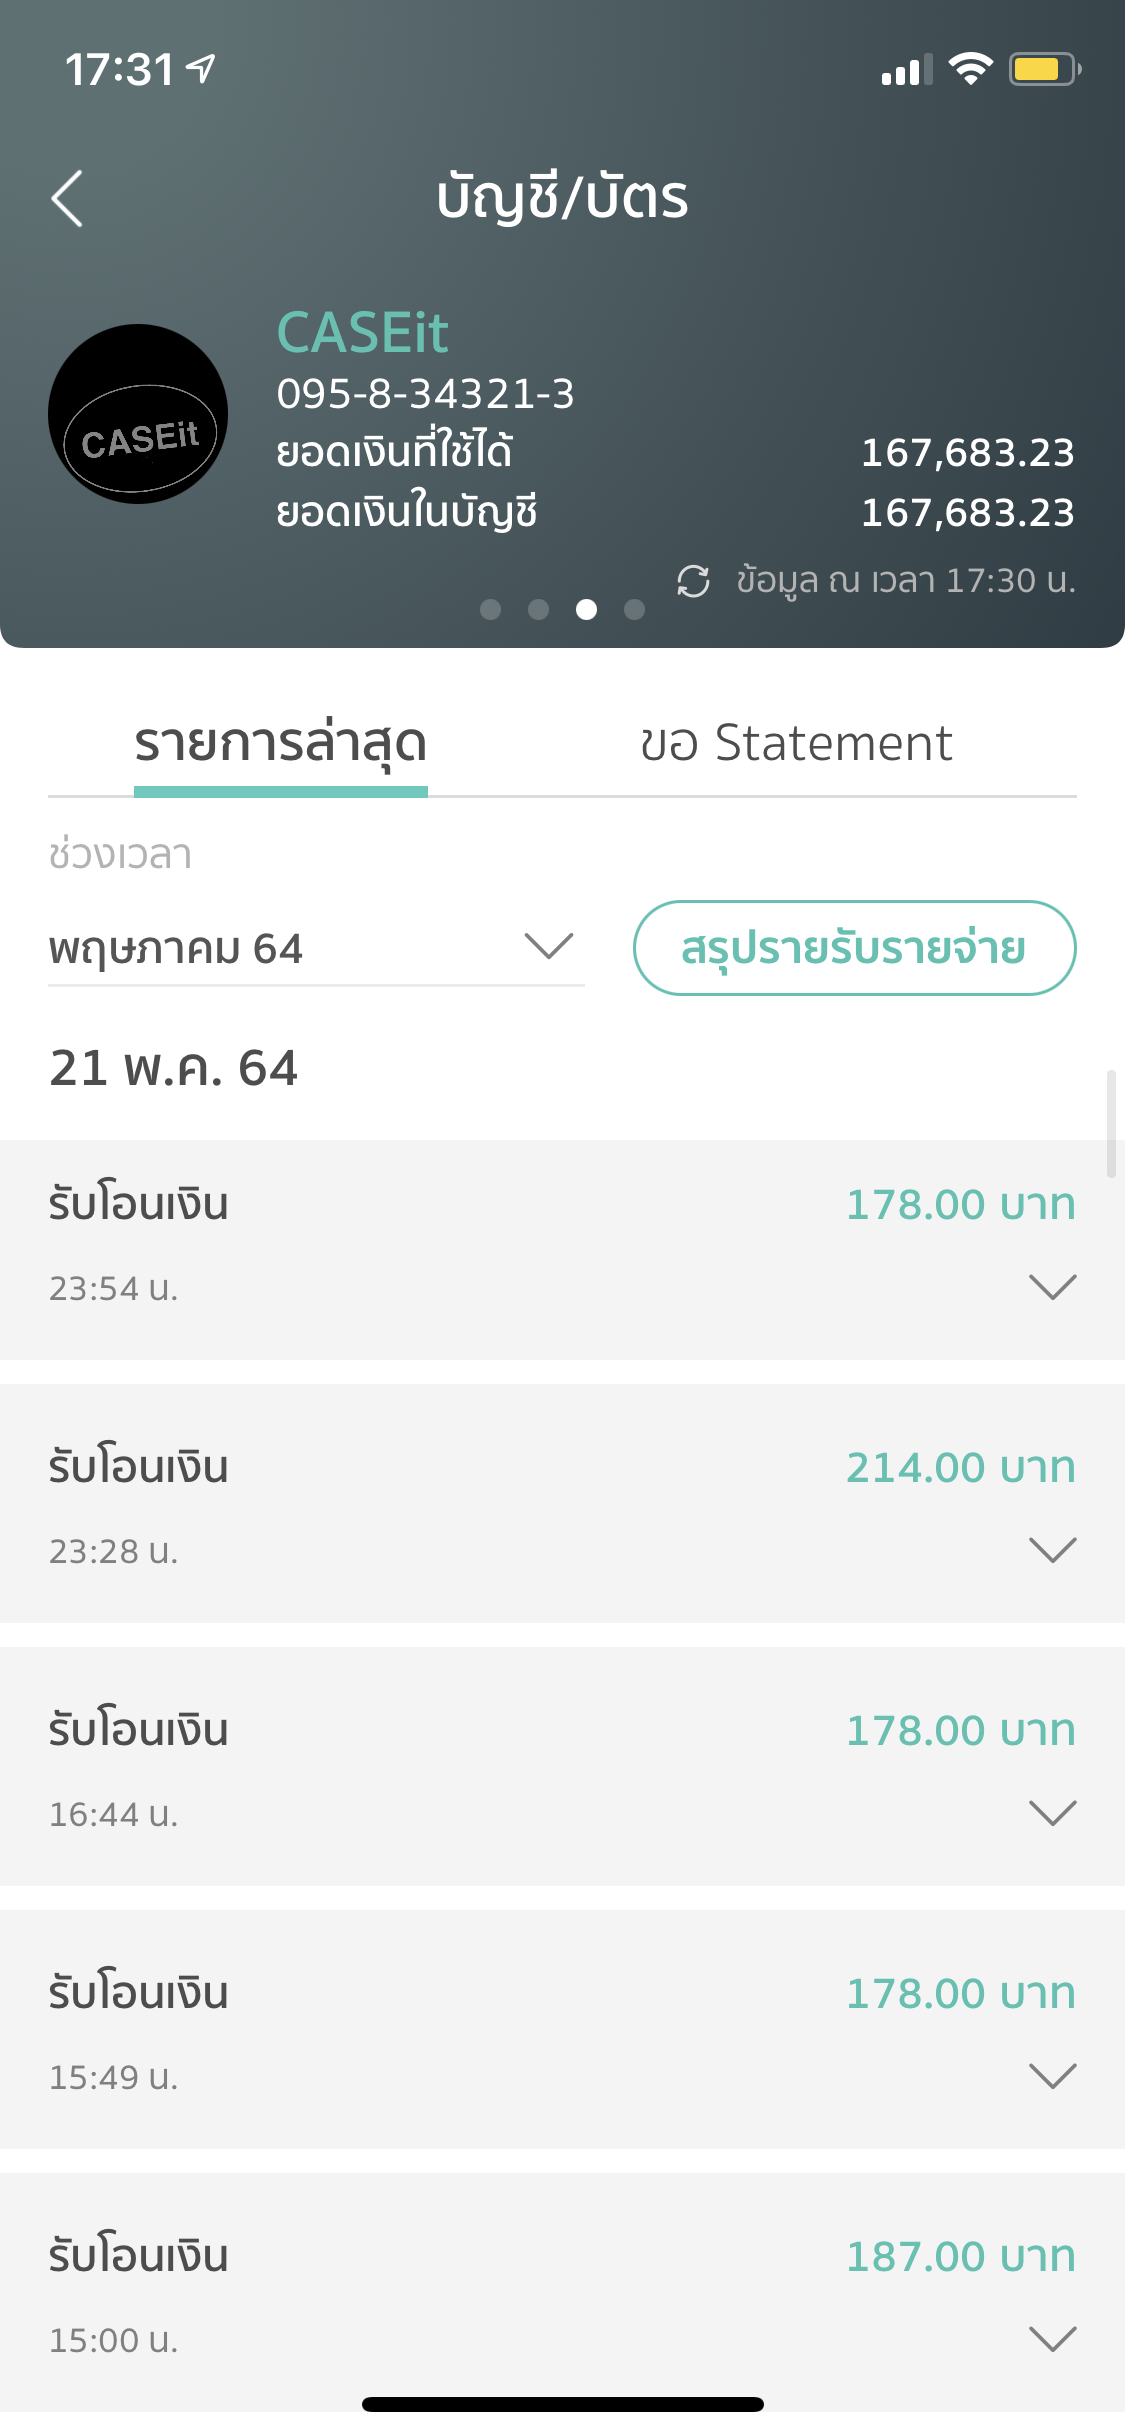 17:31
บัญชี/บัตร
CASEit
CASEit
095-8-34321-3
ยอดเงินที่ใช้ได้ 167,683.23
ยอดเงินในบัญชี 167,683.23
ข้อมูล ณ เวลา 17:30 น.
รายการล่าสุด ขอ Statement
ช่วงเวลา
พฤษภาคม 64 สรุปรายรับรายจ่าย
21 พ.ค. 64
รับโอนเงิน 178.00 บาท
23:54 น.
รับโอนเงิน 214.00 บาท
23:28 น.
รับโอนเงิน 178.00 บาท
16:44 น.
รับโอนเงิน 178.00 บาท
15:49 น.
รับโอนเงิน 187.00 บาท
15:00 น.